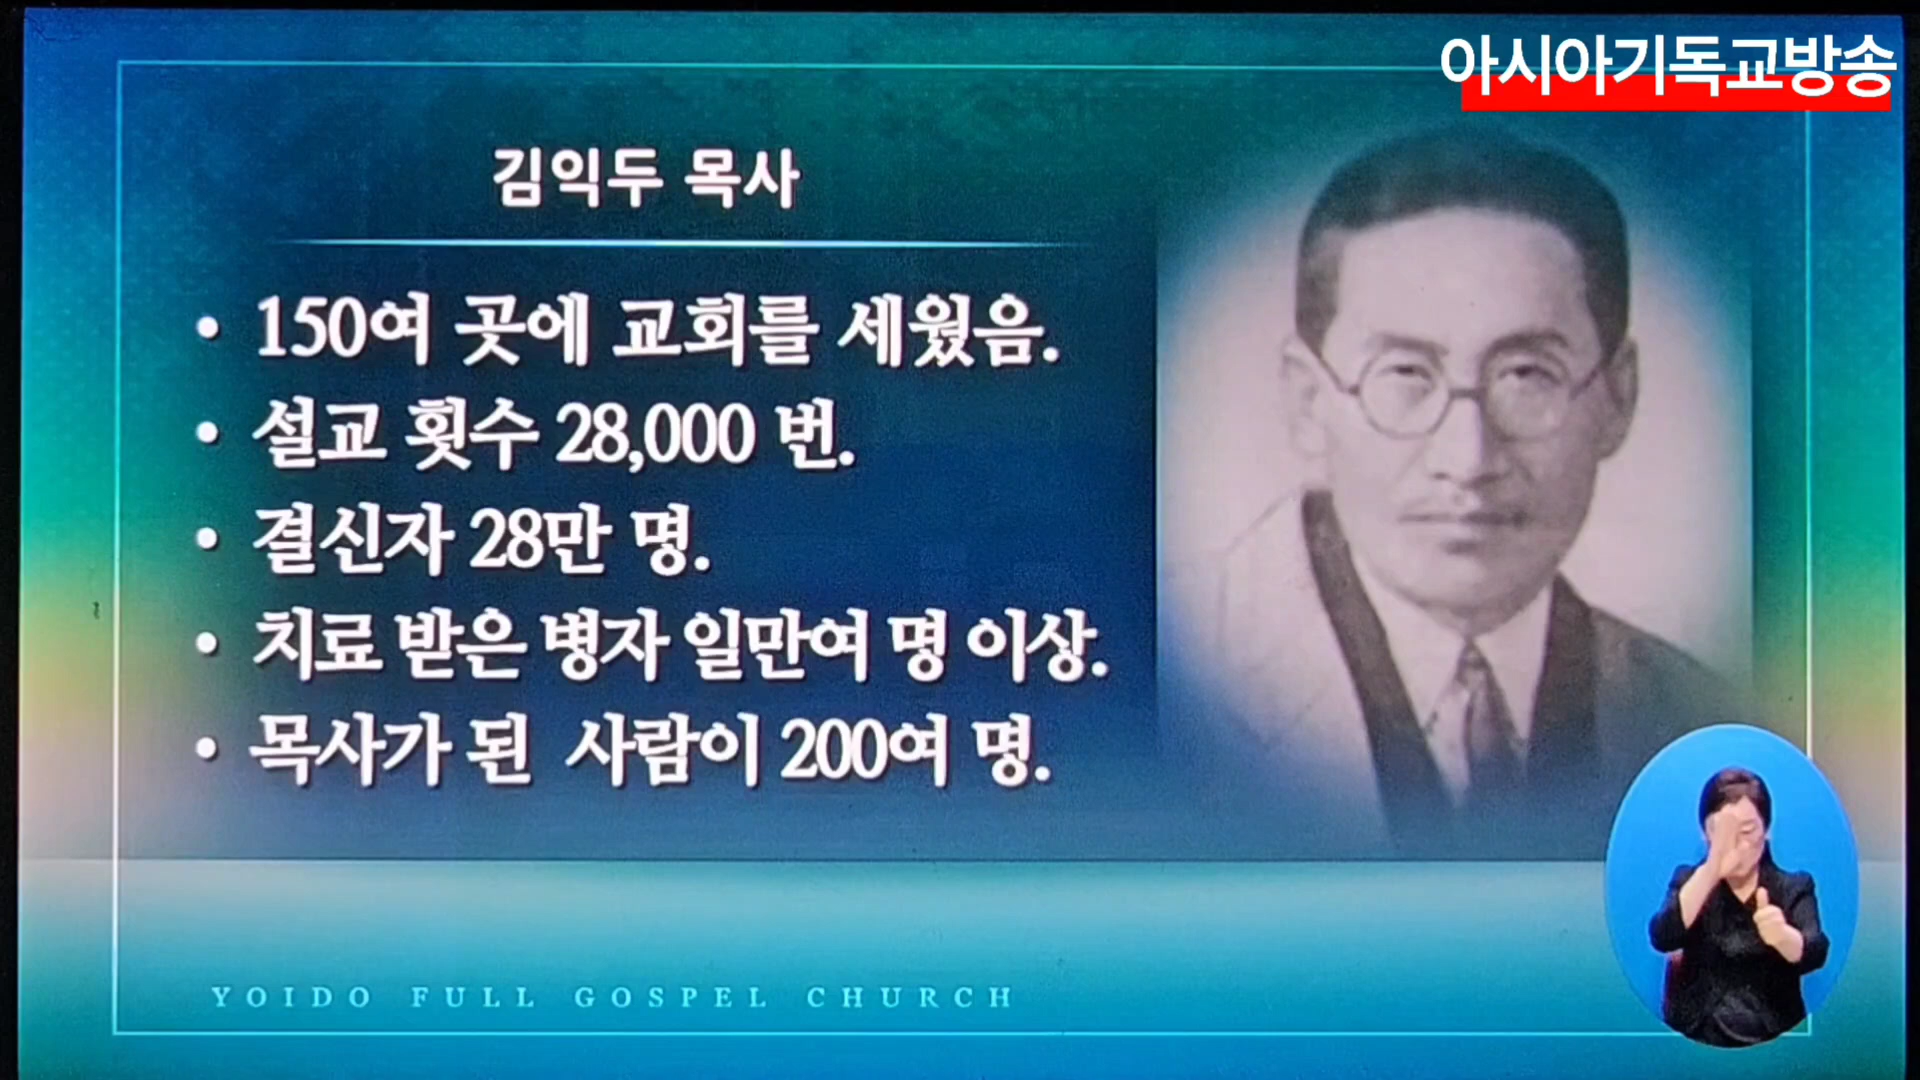 아시아기독교방송
김익두 목사
• 150여 곳에 교회를 세웠음.
• 설교 횟수 28,000 번.
• 결신자 28만 명.
• 치료 받은 병자 일만여 명 이상.
• 목사가 된 사람이 200여 명.
YOIDO FULL GOSPEL CHURCH